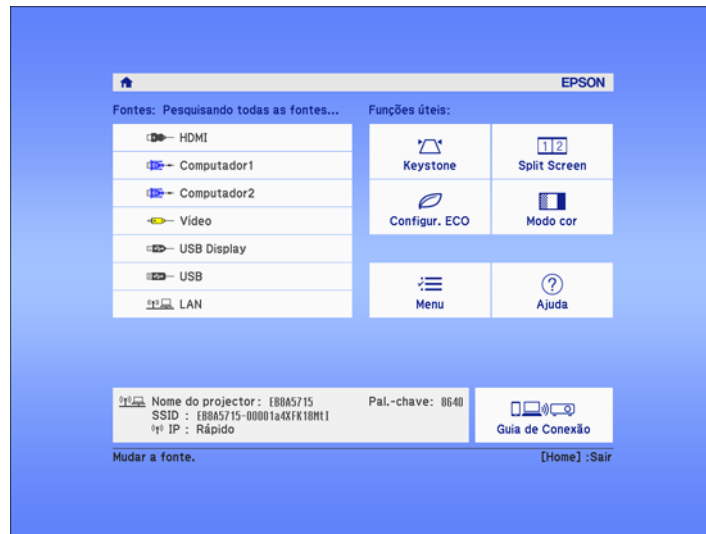 EPSON
Fontes: Pesquisando todas as fontes...
Funções úteis:
HDMI
Computador1
Computador2
Vídeo
USB Display
USB
LAN
Keystone
1 2
Split Screen
Configur. ECO
Modo cor
Menu
?
Ajuda
Nome do projector: EB8A5715
Pal.-chave: 8640
SSID : EB8A5715-00001a4XFK18MtI
IP : Rápido
Guia de Conexão
Mudar a fonte.
[Home] :Sair